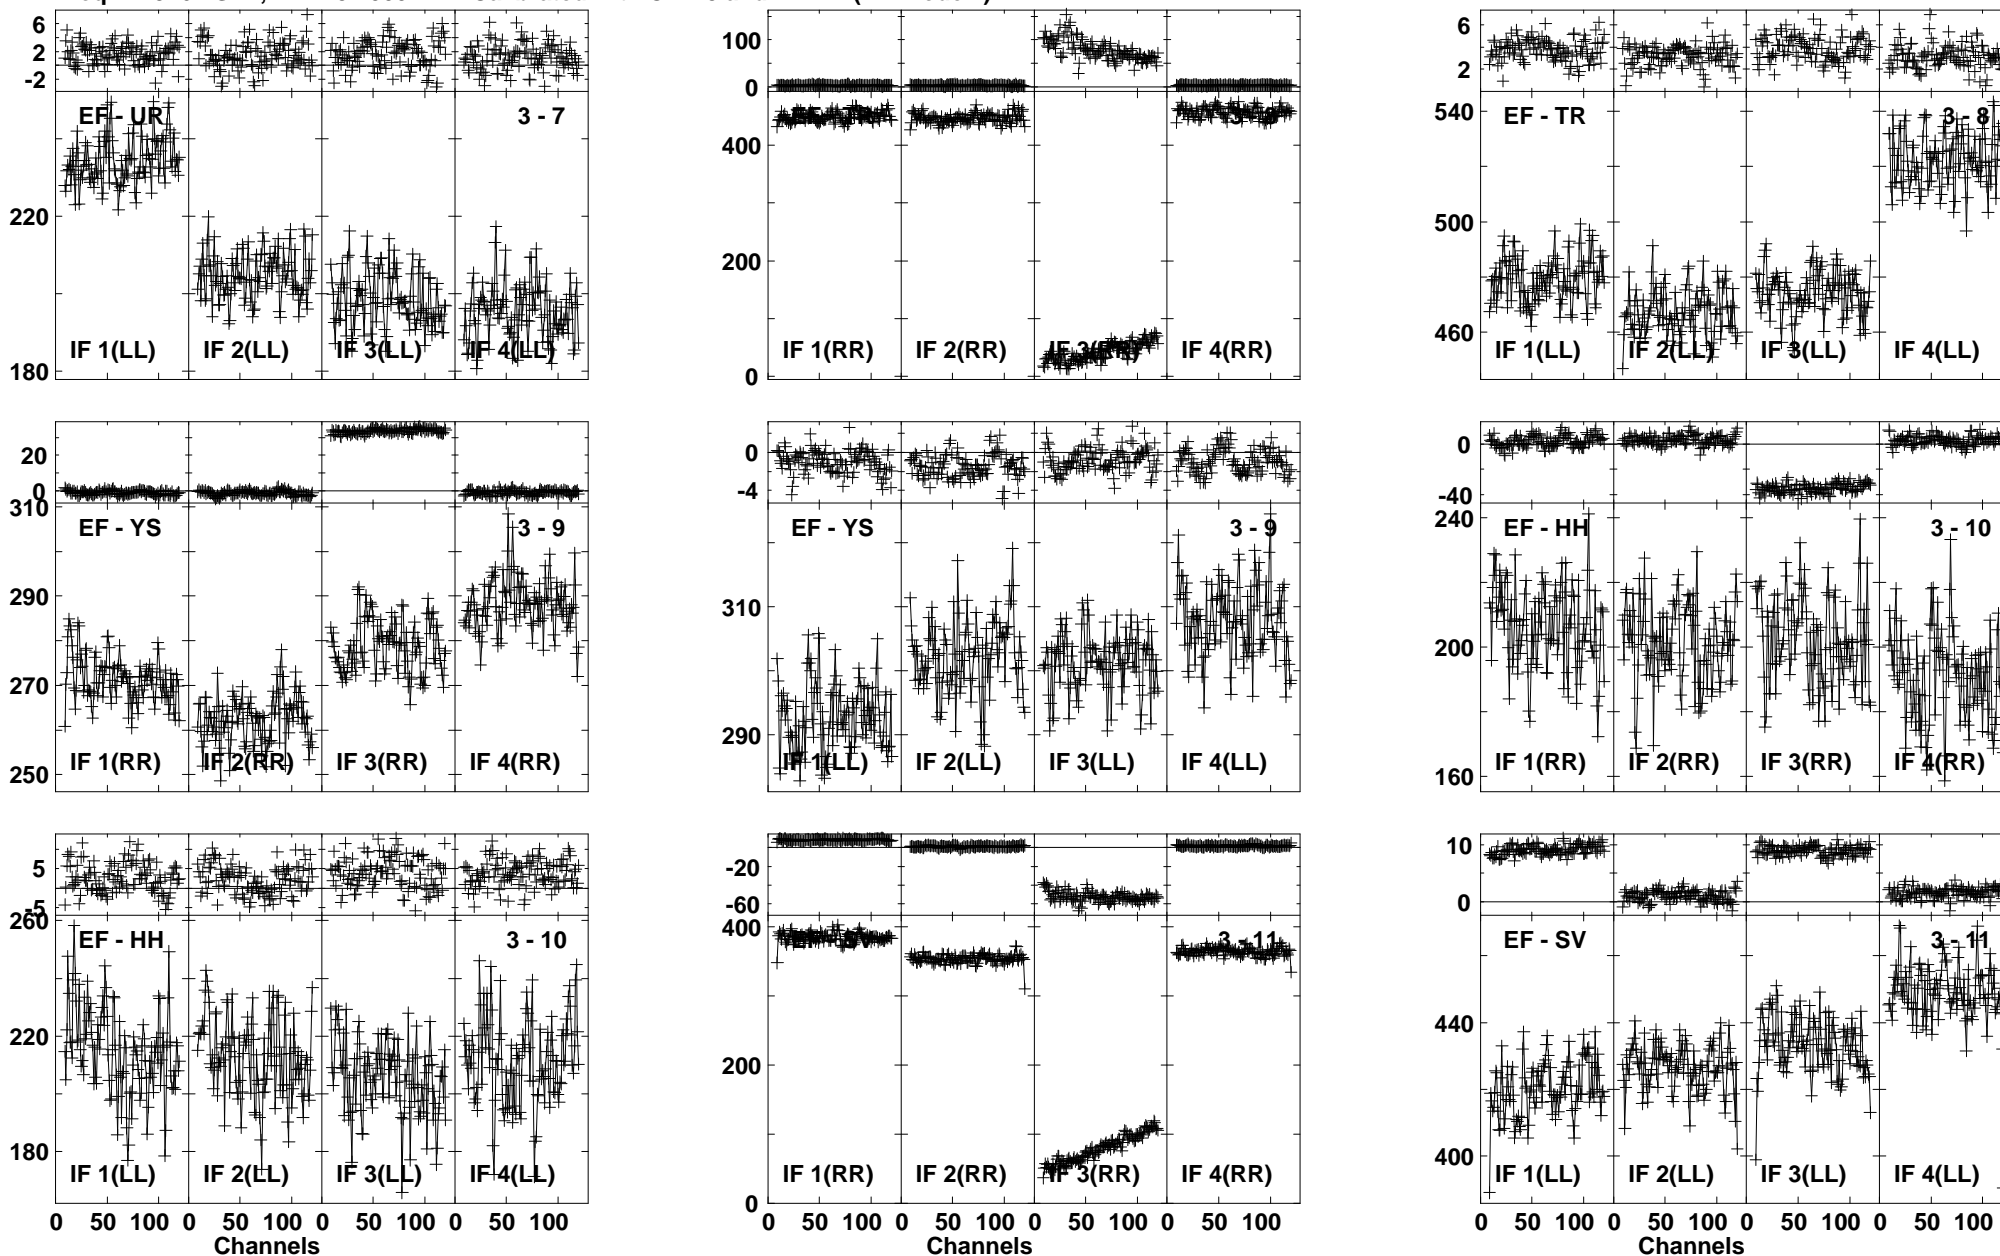 6
2
-2
EF - UR
3 - 7
220
180
IF 1(LL)
IF 2(LL)
IF 3(LL)
IF 4(LL)
100
0
400
200
0
IF 1(RR)
IF 2(RR)
IF 3(RR)
IF 4(RR)
6
2
540
EF - TR
3 - 8
500
460
IF 1(LL)
IF 2(LL)
IF 3(LL)
IF 4(LL)
20
0
310
EF - YS
3 - 9
290
270
250
IF 1(RR)
IF 2(RR)
IF 3(RR)
IF 4(RR)
0
-4
EF - YS
3 - 9
310
290
IF 1(LL)
IF 2(LL)
IF 3(LL)
IF 4(LL)
0
-40
240
EF - HH
3 - 10
200
160
IF 1(RR)
IF 2(RR)
IF 3(RR)
IF 4(RR)
5
-5
260
EF - HH
3 - 10
220
180
IF 1(LL)
IF 2(LL)
IF 3(LL)
IF 4(LL)
0 50 100 0 50 100 0 50 100 0 50 100
Channels
-20
-60
400
EF - SV
3 - 11
200
0
IF 1(RR)
IF 2(RR)
IF 3(RR)
IF 4(RR)
0 50 100 0 50 100 0 50 100 0 50 100
Channels
10
0
EF - SV
3 - 11
440
400
IF 1(LL)
IF 2(LL)
IF 3(LL)
IF 4(LL)
0 50 100 0 50 100 0 50 100 0 50 100
Channels